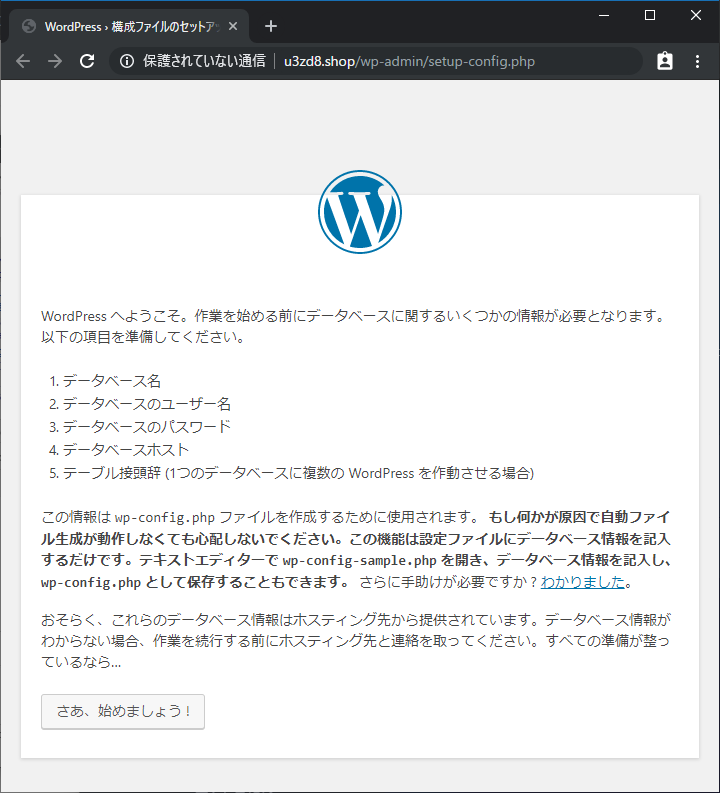 WordPress › 構成ファイルのセットアッ
保護されていない通信 | u3zd8.shop/wp-admin/setup-config.php
WordPress へようこそ。作業を始める前にデータベースに関するいくつかの情報が必要となります。
以下の項目を準備してください。
1. データベース名
2. データベースのユーザー名
3. データベースのパスワード
4. データベースホスト
5. テーブル接頭辞 (1つのデータベースに複数の WordPress を作動させる場合)
この情報は wp-config.php ファイルを作成するために使用されます。 もし何かが原因で自動ファイ
ル生成が動作しなくても心配しないでください。この機能は設定ファイルにデータベース情報を記入
するだけです。テキストエディターで wp-config-sample.php を開き、データベース情報を記入し、
wp-config.php として保存することもできます。 さらに手助けが必要ですか ? わかりました。
おそらく、これらのデータベース情報はホスティング先から提供されています。データベース情報が
わからない場合、作業を続行する前にホスティング先と連絡を取ってください。すべての準備が整っ
ているなら...
さあ、始めましょう !